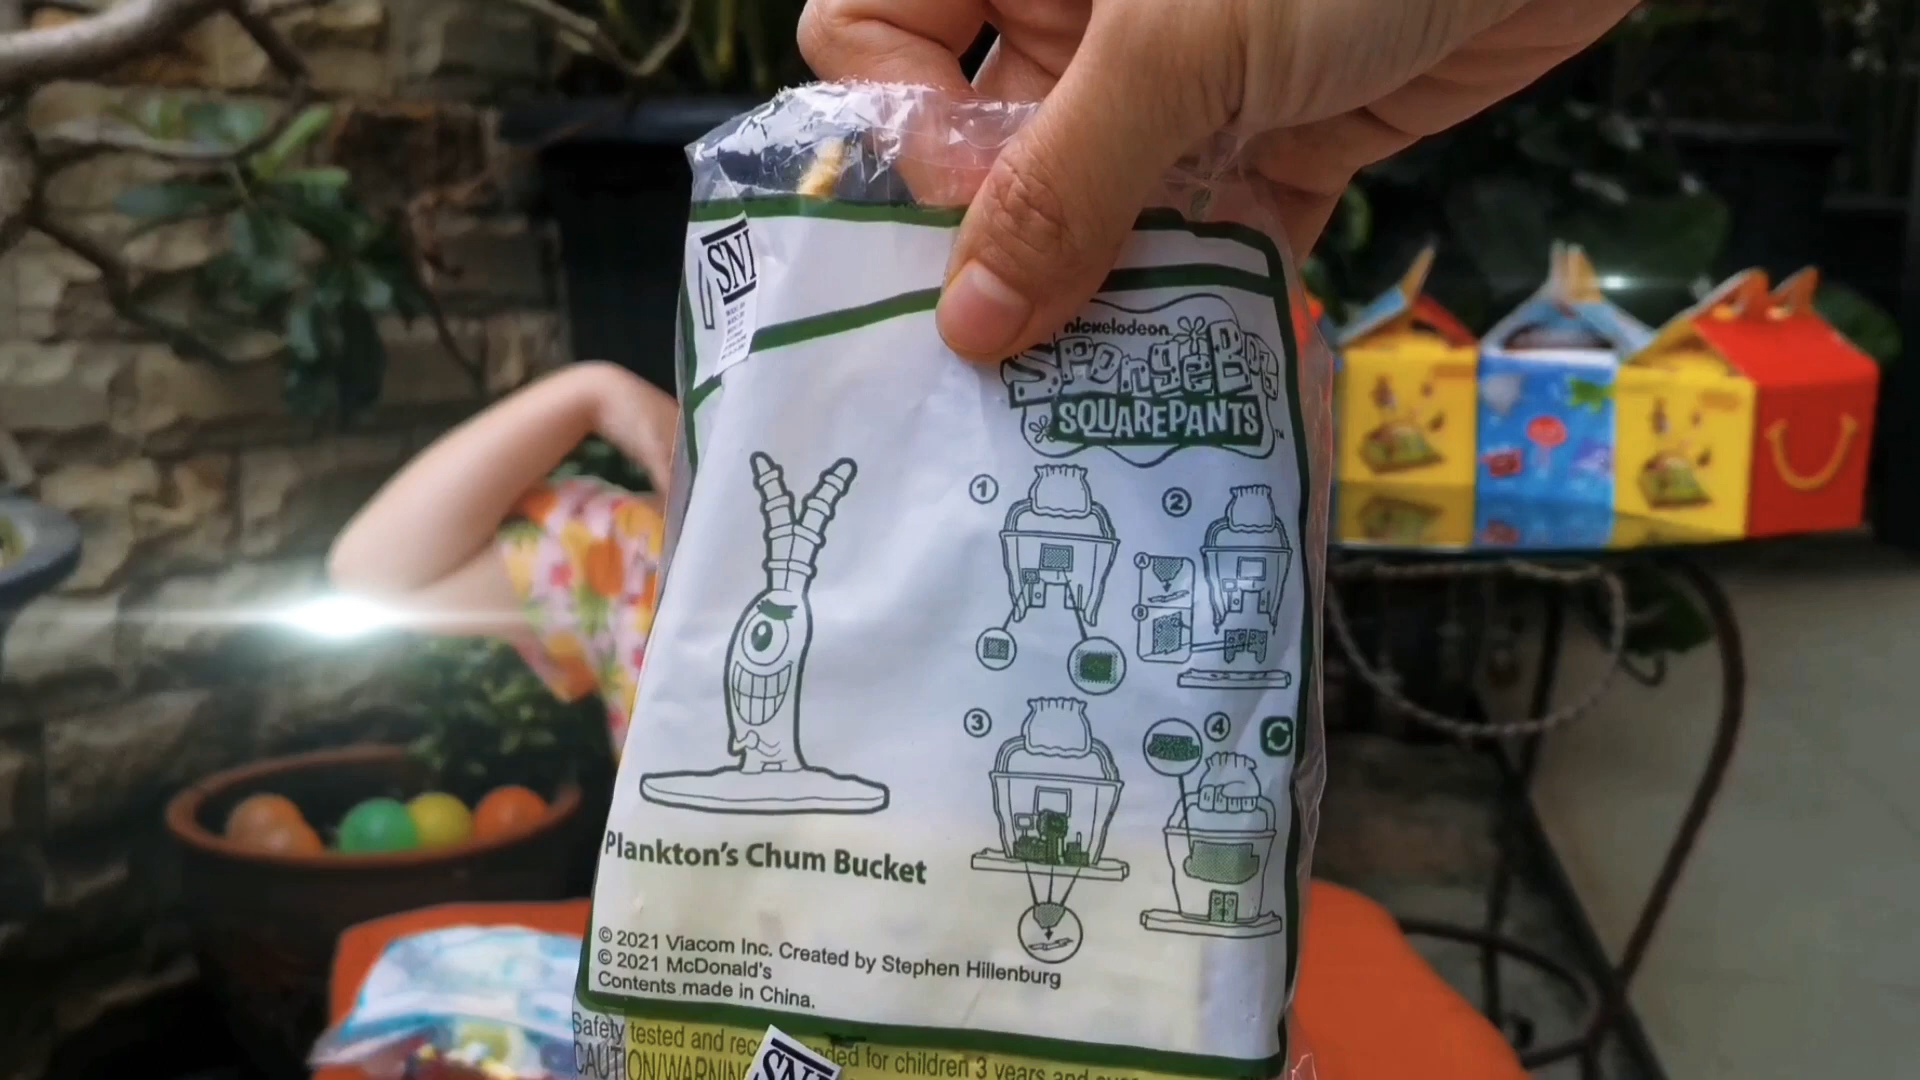 SNI
nickelodeon
SpongeBob
SQUAREPANTS
TM
1
2
A
B
3
4
Plankton's Chum Bucket
© 2021 Viacom Inc. Created by Stephen Hillenburg
© 2021 McDonald's
Contents made in China.
Safety tested and rec nded for children 3 years and
CAUTION/WARNING
SNI